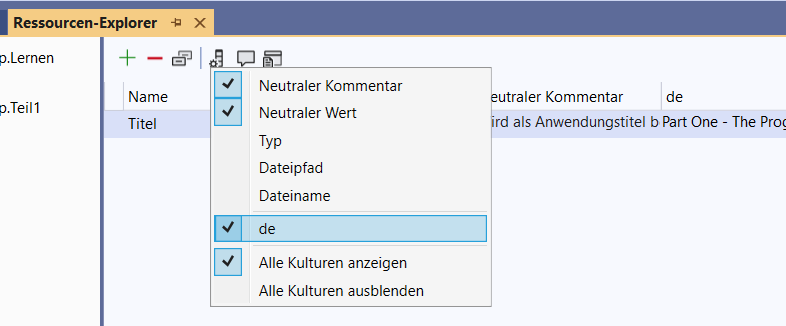 Ressourcen-Explorer
p.Lernen
p.Teil1
Name
eutraler Kommentar
de
Titel
ird als Anwendungstitel b
Part One - The Prog
Neutraler Kommentar
Neutraler Wert
Typ
Dateipfad
Dateiname
de
Alle Kulturen anzeigen
Alle Kulturen ausblenden